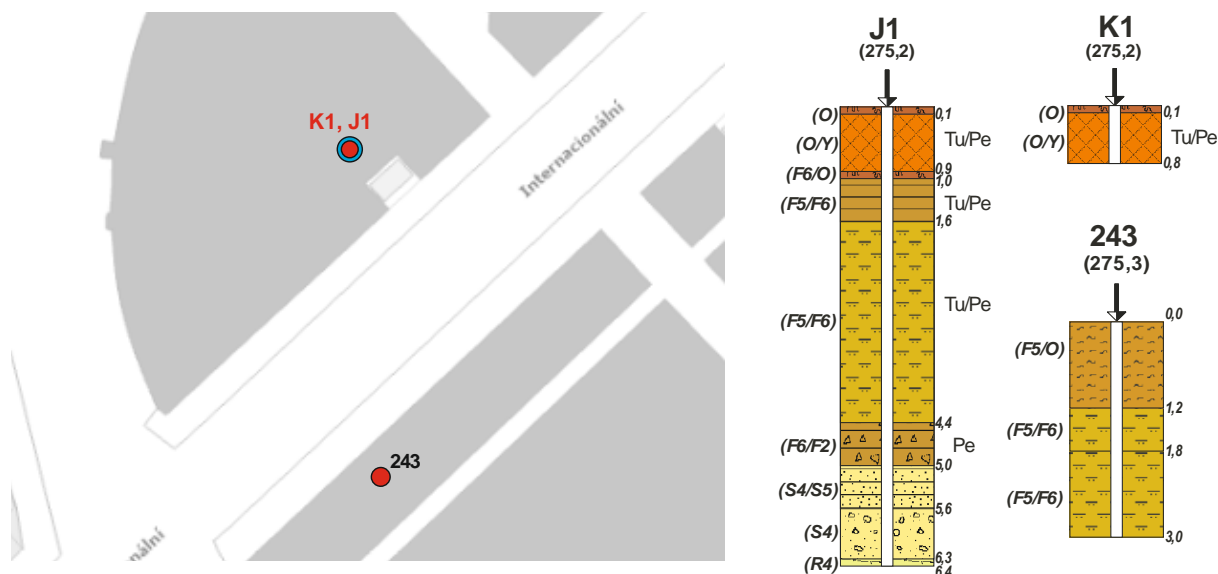 K1, J1
Internacionální
243
onální
J1
(275,2)
(O)
0,1
(O/Y)
Tu/Pe
0,9
(F6/O)
1,0
(F5/F6)
Tu/Pe
1,6
(F5/F6)
Tu/Pe
4,4
(F6/F2)
Pe
5,0
(S4/S5)
5,6
(S4)
6,3
(R4)
6,4
K1
(275,2)
(O)
0,1
(O/Y)
Tu/Pe
0,8
243
(275,3)
0,0
(F5/O)
1,2
(F5/F6)
1,8
(F5/F6)
3,0